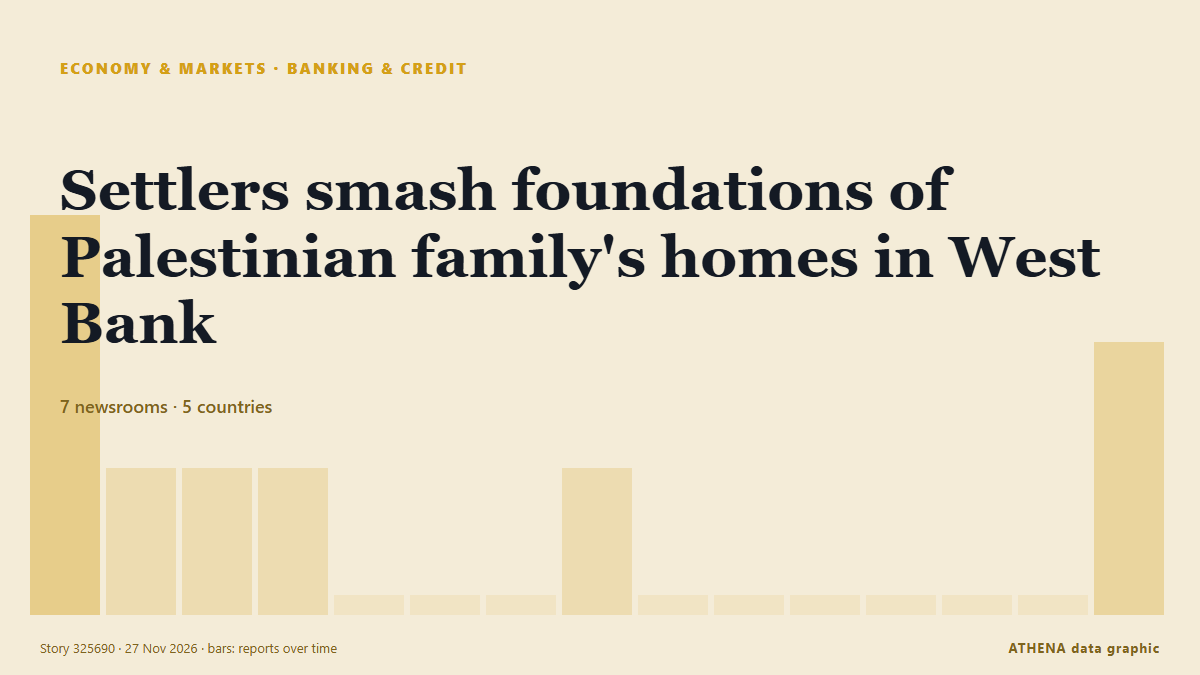 ECONOMY & MARKETS · BANKING & CREDIT
Settlers smash foundations of
Palestinian family's homes in West
Bank
7 newsrooms · 5 countries
Story 325690 · 27 Nov 2026 · bars: reports over time
ATHENA data graphic